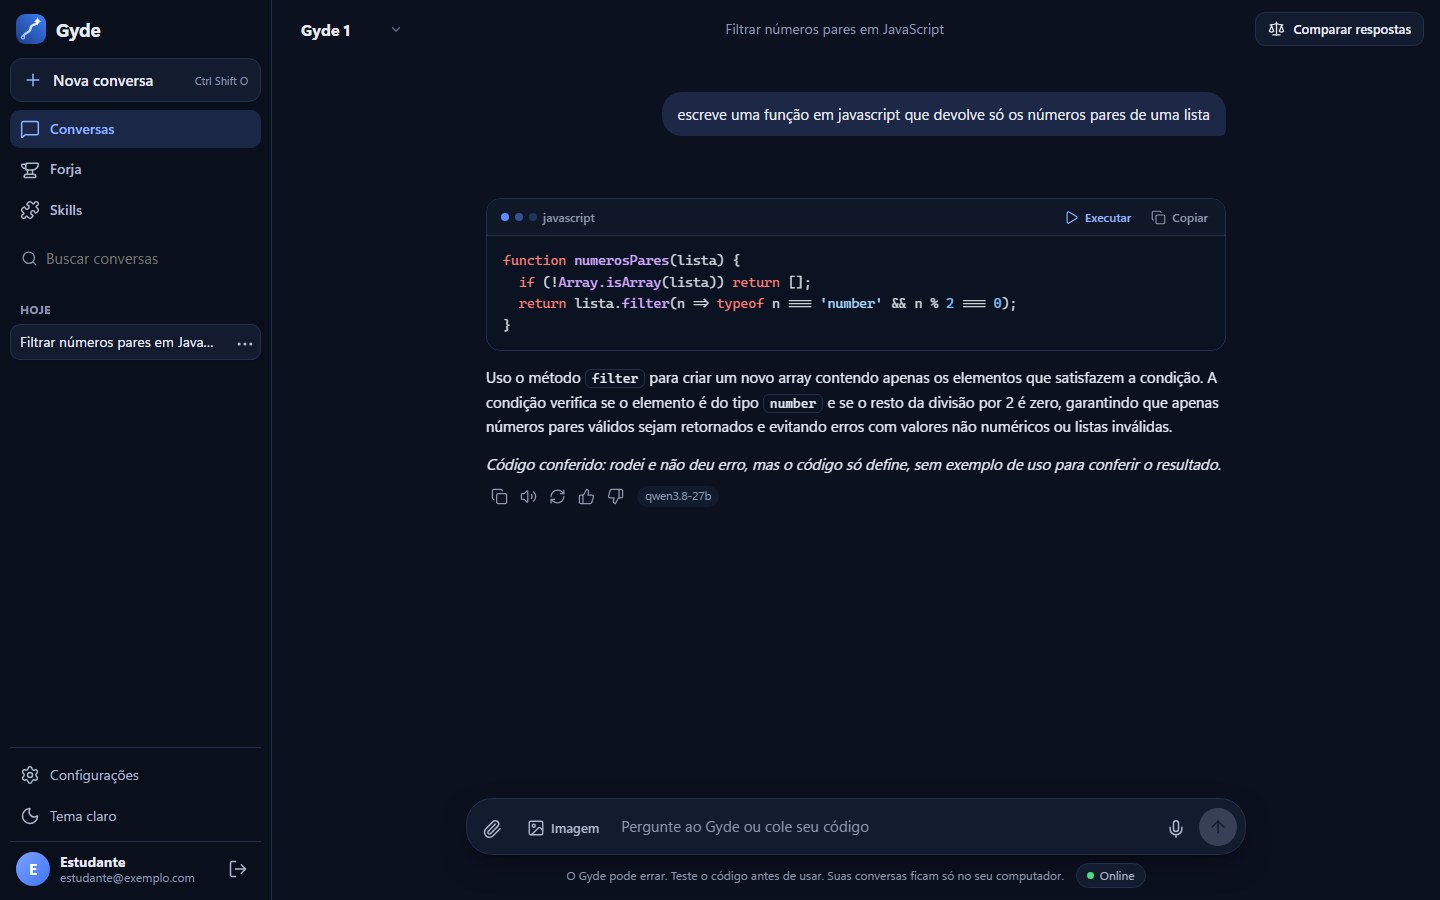 Gyde
Nova conversa Ctrl Shift O
Conversas
Forja
Skills
Buscar conversas
HOJE
Filtrar números pares em Java...
Configurações
Tema claro
E Estudante
estudante@exemplo.com
Gyde 1
Filtrar números pares em JavaScript
Comparar respostas
escreve uma função em javascript que devolve só os números pares de uma lista
javascript Executar Copiar
function numerosPares(lista) {
  if (!Array.isArray(lista)) return [];
  return lista.filter(n => typeof n === 'number' && n % 2 === 0);
}
Uso o método filter para criar um novo array contendo apenas os elementos que satisfazem a condição. A
condição verifica se o elemento é do tipo number e se o resto da divisão por 2 é zero, garantindo que apenas
números pares válidos sejam retornados e evitando erros com valores não numéricos ou listas inválidas.
Código conferido: rodei e não deu erro, mas o código só define, sem exemplo de uso para conferir o resultado.
qwen3.8-27b
Imagem Pergunte ao Gyde ou cole seu código
O Gyde pode errar. Teste o código antes de usar. Suas conversas ficam só no seu computador. Online